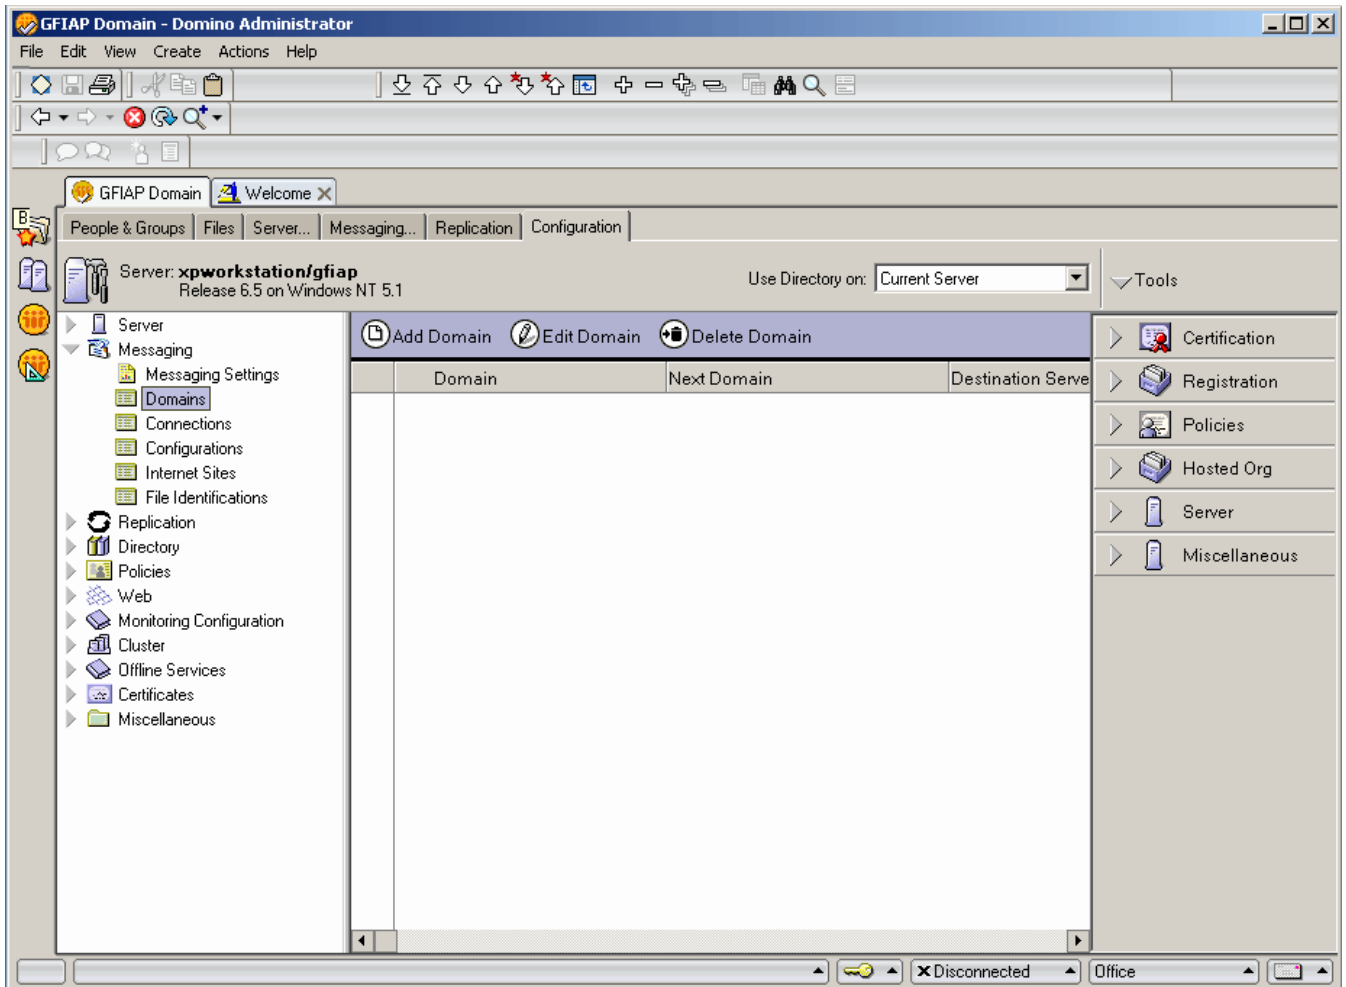 GFIAP Domain - Domino Administrator
File Edit View Create Actions Help
GFIAP Domain Welcome
B
People & Groups Files Server... Messaging... Replication Configuration
Server: xpworkstation/gfiap
Release 6.5 on Windows NT 5.1
Use Directory on: Current Server
Tools
Server
Messaging
Messaging Settings
Domains
Connections
Configurations
Internet Sites
File Identifications
Replication
Directory
Policies
Web
Monitoring Configuration
Cluster
Offline Services
Certificates
Miscellaneous
Add Domain Edit Domain Delete Domain
Domain Next Domain Destination Serve
Certification
Registration
Policies
Hosted Org
Server
Miscellaneous
Disconnected Office